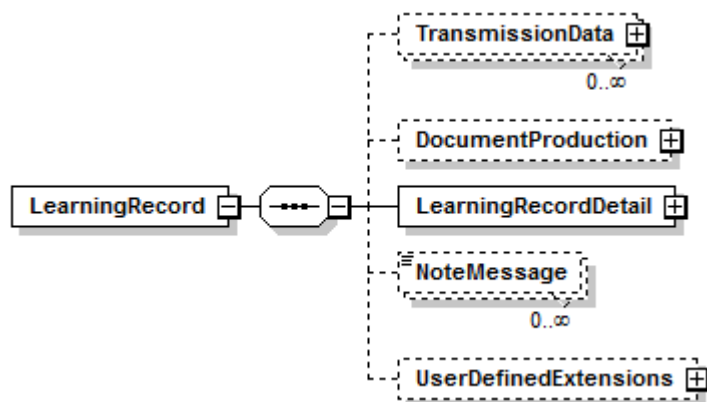 TransmissionData
0..∞
DocumentProduction
LearningRecord
LearningRecordDetail
NoteMessage
0..∞
UserDefinedExtensions